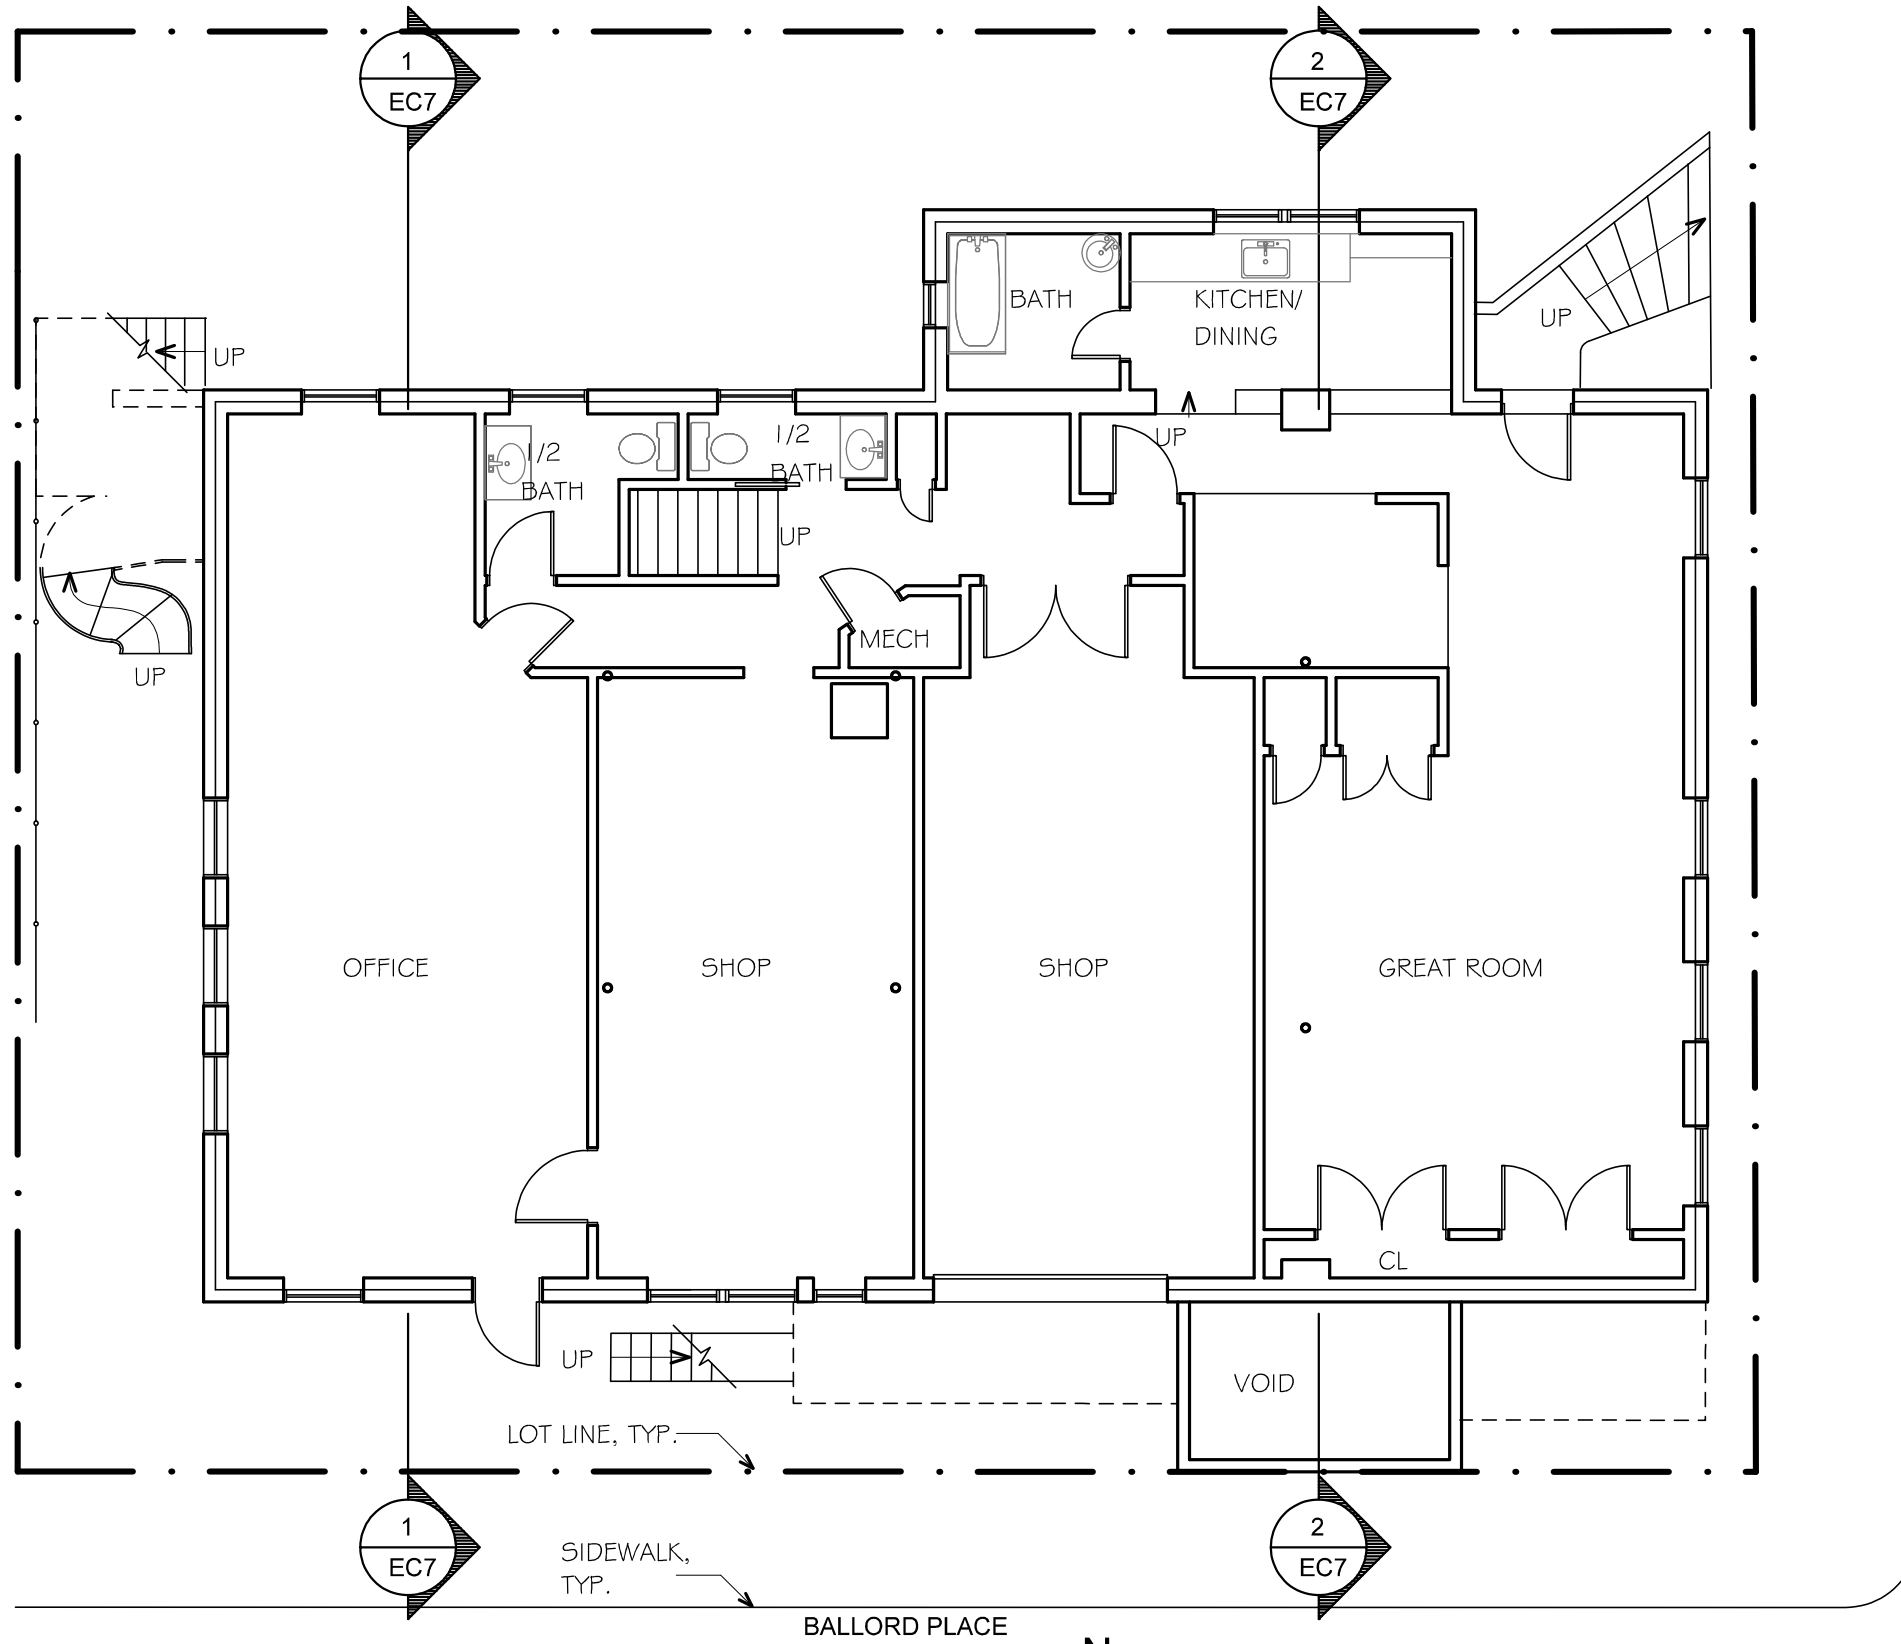 1
EC7
2
EC7
BATH
KITCHEN/
DINING
UP
UP
UP
1/2
BATH
1/2
BATH
UP
MECH
UP
OFFICE
SHOP
SHOP
GREAT ROOM
CL
UP
VOID
LOT LINE, TYP.
1
EC7
2
EC7
SIDEWALK,
TYP.
BALLORD PLACE
N